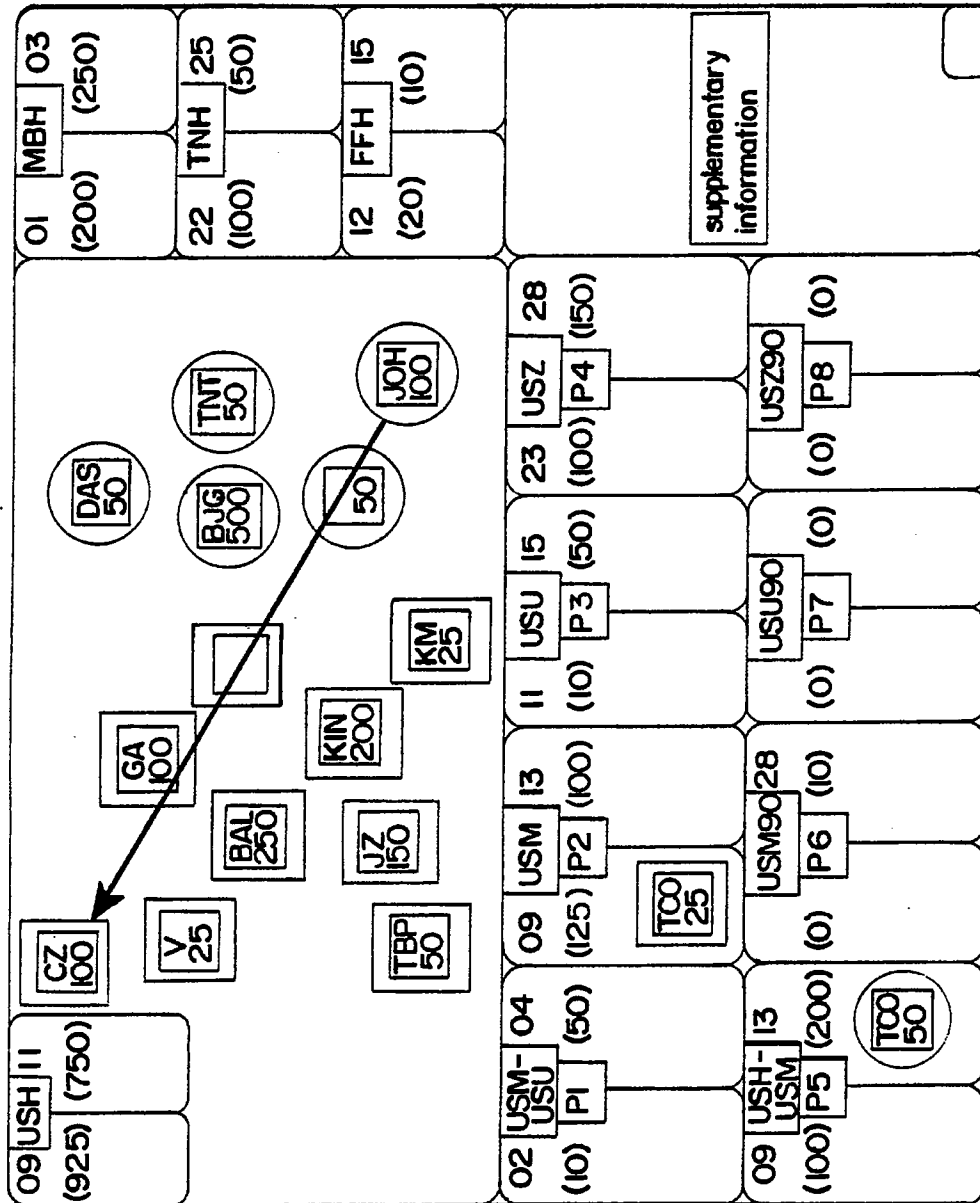 09 USH 11
(925) (750)
CZ
100
V
25
GA
100
BAL
250
TBP
50
JZ
150
KIN
200
KM
25
DAS
50
BJG
500
TNT
50
50
JOH
100
01 MBH 03
(200) (250)
22 TNH 25
(100) (50)
12 FFH 15
(20) (10)
02 USM-
USU 04
(10) P1 (50)
09 USM 13
(125) P2 (100)
TCO
25
11 USU 15
(10) P3 (50)
23 USZ 28
(100) P4 (150)
09 USH-
USM 13
(100) P5 (200)
TCO
50
USM90 28
(0) P6 (10)
USU90
(0) P7 (0)
USZ90
(0) P8 (0)
supplementary
information